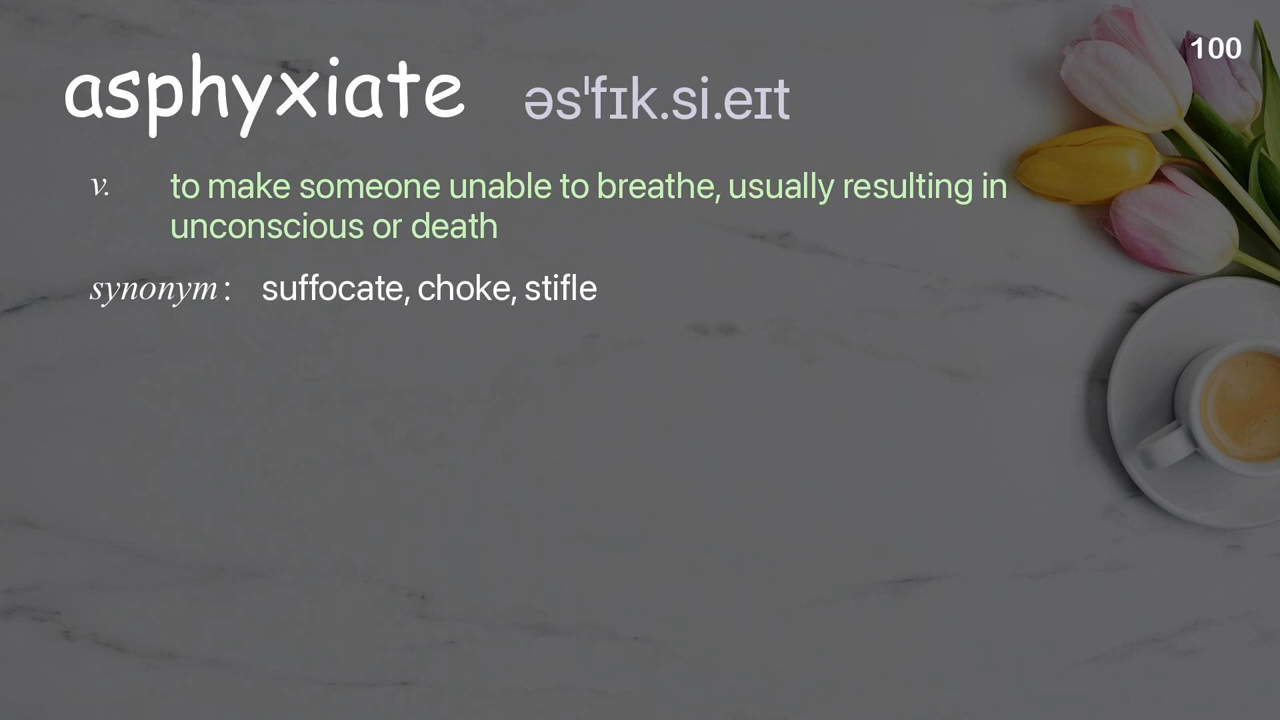 100
asphyxiate əsˈfɪk.si.eɪt
v. to make someone unable to breathe, usually resulting in
unconscious or death
synonym : suffocate, choke, stifle